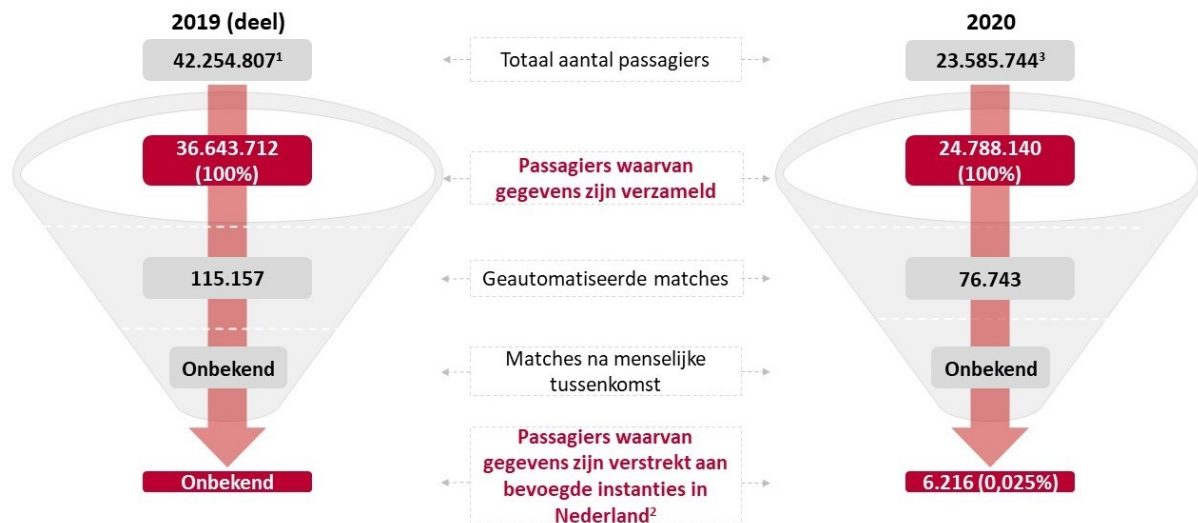 2019 (deel)
2020
42.254.807¹
Totaal aantal passagiers
23.585.744³
36.643.712
(100%)
Passagiers waarvan
gegevens zijn verzameld
24.788.140
(100%)
115.157
Geautomatiseerde matches
76.743
Onbekend
Matches na menselijke
tussenkomst
Onbekend
Onbekend
Passagiers waarvan
gegevens zijn verstrekt aan
bevoegde instanties in
Nederland²
6.216 (0,025%)